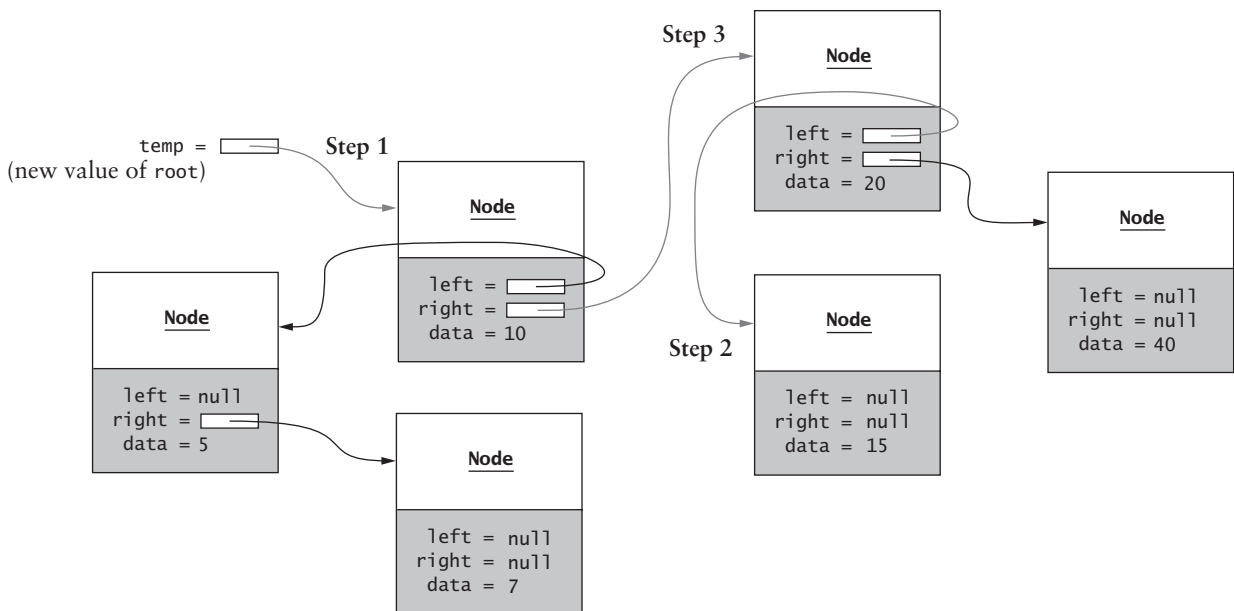 Step 3
Node
left =
right =
data = 20
temp =
(new value of root)
Step 1
Node
left =
right =
data = 10
Node
left = null
right = null
data = 40
Node
left = null
right =
data = 5
Step 2
Node
left = null
right = null
data = 15
Node
left = null
right = null
data = 7